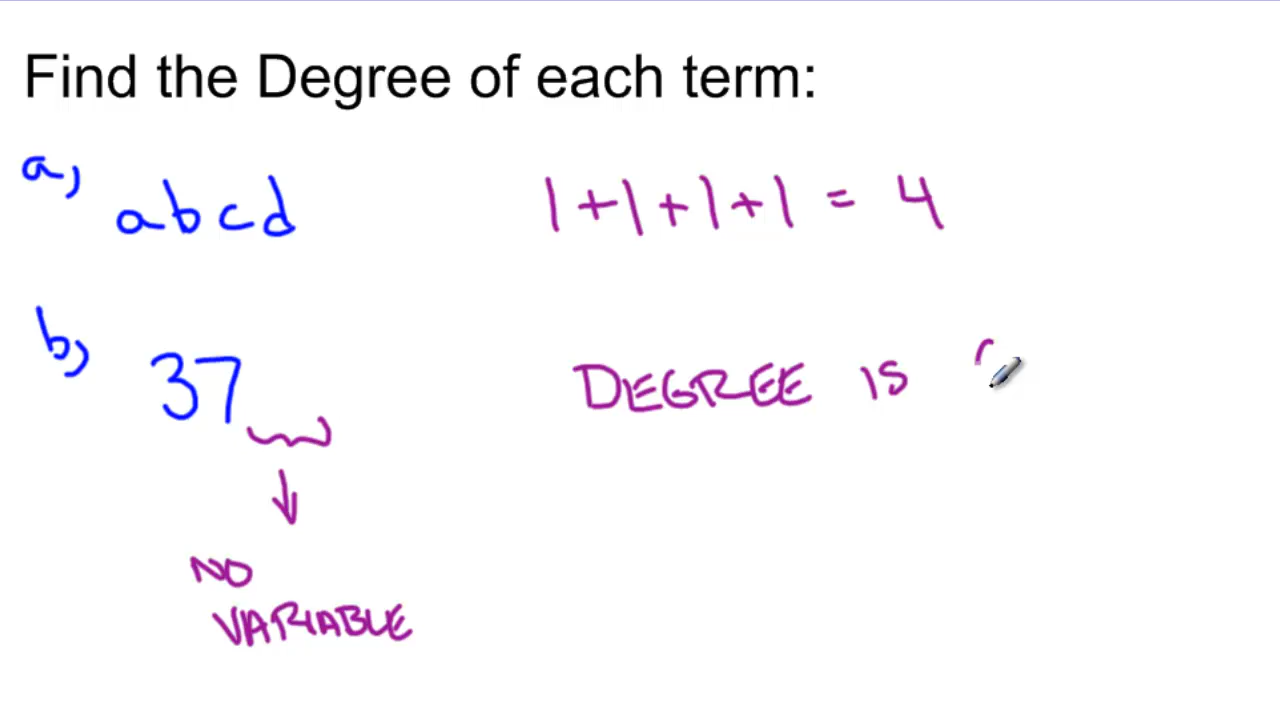 Find the Degree of each term:
a) abcd 1+1+1+1 = 4
b) 37 DEGREE IS
NO
VARIABLE